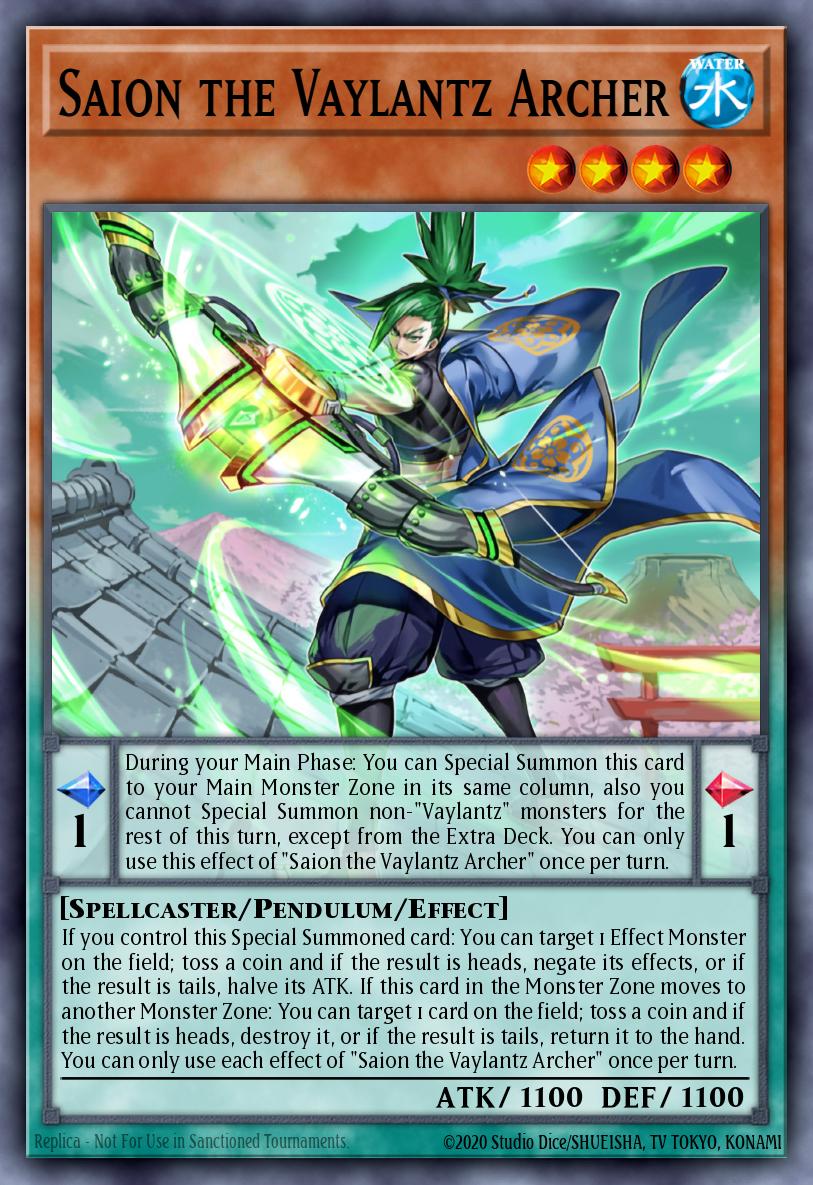 Saion the Vaylantz Archer
WATER
水
1
During your Main Phase: You can Special Summon this card
to your Main Monster Zone in its same column, also you
cannot Special Summon non-"Vaylantz" monsters for the
rest of this turn, except from the Extra Deck. You can only
use this effect of "Saion the Vaylantz Archer" once per turn.
1
[Spellcaster/Pendulum/Effect]
If you control this Special Summoned card: You can target 1 Effect Monster
on the field; toss a coin and if the result is heads, negate its effects, or if
the result is tails, halve its ATK. If this card in the Monster Zone moves to
another Monster Zone: You can target 1 card on the field; toss a coin and if
the result is heads, destroy it, or if the result is tails, return it to the hand.
You can only use each effect of "Saion the Vaylantz Archer" once per turn.
ATK/ 1100 DEF/ 1100
Replica - Not For Use in Sanctioned Tournaments.
©2020 Studio Dice/SHUEISHA, TV TOKYO, KONAMI